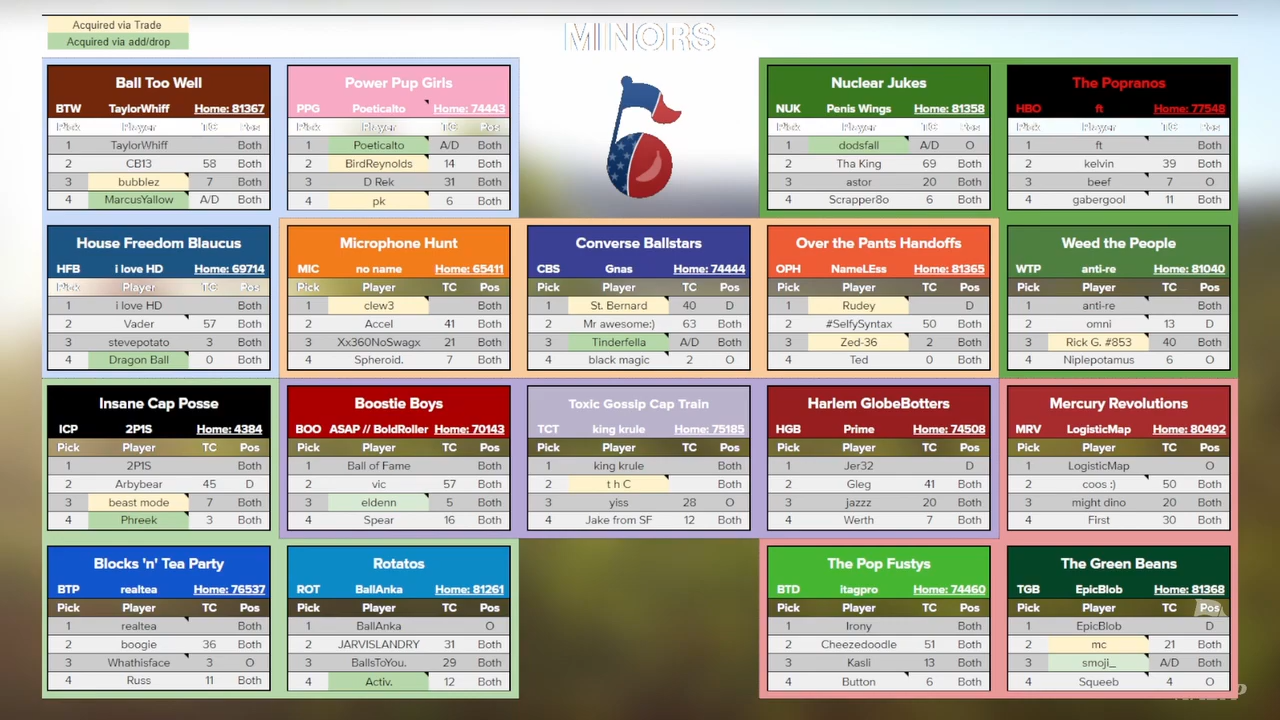 Acquired via Trade
Acquired via add/drop
MINORS
Ball Too Well
BTW TaylorWhiff Home: 81367
Pick Player TC Pos
1 TaylorWhiff Both
2 CB13 58 Both
3 bubblez 7 Both
4 MarcusYallow A/D Both
Power Pup Girls
PPG Poeticalto Home: 74443
Pick Player TC Pos
1 Poeticalto A/D Both
2 BirdReynolds 14 Both
3 D Rek 31 Both
4 pk 6 Both
Nuclear Jukes
NUK Penis Wings Home: 81358
Pick Player TC Pos
1 dodsfall A/D O
2 Tha King 69 Both
3 astor 20 Both
4 Scrapper8o 6 Both
The Popranos
HBO ft Home: 77548
Pick Player TC Pos
1 ft Both
2 kelvin 39 Both
3 beef 7 O
4 gabergool 11 Both
House Freedom Blaucus
HFB i love HD Home: 69714
Pick Player TC Pos
1 i love HD Both
2 Vader 57 Both
3 stevepotato 3 Both
4 Dragon Ball 0 Both
Microphone Hunt
MIC no name Home: 65411
Pick Player TC Pos
1 clew3 Both
2 Accel 41 Both
3 Xx360NoSwagx 21 Both
4 Spheroid. 7 Both
Converse Ballstars
CBS Gnas Home: 74444
Pick Player TC Pos
1 St. Bernard 40 D
2 Mr awesome:) 63 Both
3 Tinderfella A/D Both
4 black magic 2 O
Over the Pants Handoffs
OPH NameLEss Home: 81365
Pick Player TC Pos
1 Rudey D
2 #SelfySyntax 50 Both
3 Zed-36 2 Both
4 Ted 0 Both
Weed the People
WTP anti-re Home: 81040
Pick Player TC Pos
1 anti-re Both
2 omni 13 D
3 Rick G. #853 40 Both
4 Niplepotamus 6 O
Insane Cap Posse
ICP 2P1S Home: 4384
Pick Player TC Pos
1 2P1S Both
2 Arbybear 45 D
3 beast mode 7 Both
4 Phreek 3 Both
Boostie Boys
BOO ASAP // BoldRoller Home: 70143
Pick Player TC Pos
1 Ball of Fame Both
2 vic 57 Both
3 eldenn 5 Both
4 Spear 16 Both
Toxic Gossip Cap Train
TCT king krule Home: 75185
Pick Player TC Pos
1 king krule Both
2 t h C Both
3 yiss 28 O
4 Jake from SF 12 Both
Harlem GlobeBotters
HGB Prime Home: 74508
Pick Player TC Pos
1 Jer32 D
2 Gleg 41 Both
3 jazzz 20 Both
4 Werth 7 Both
Mercury Revolutions
MRV LogisticMap Home: 80492
Pick Player TC Pos
1 LogisticMap O
2 coos :) 50 Both
3 might dino 20 Both
4 First 30 Both
Blocks 'n' Tea Party
BTP realtea Home: 76537
Pick Player TC Pos
1 realtea Both
2 boogie 36 Both
3 Whathisface 3 O
4 Russ 11 Both
Rotatos
ROT BallAnka Home: 81261
Pick Player TC Pos
1 BallAnka O
2 JARVISLANDRY 31 Both
3 BallsToYou. 29 Both
4 Activ. 12 Both
The Pop Fustys
BTD Itagpro Home: 74460
Pick Player TC Pos
1 Irony Both
2 Cheezedoodle 51 Both
3 Kasli 13 Both
4 Button 6 Both
The Green Beans
TGB EpicBlob Home: 81368
Pick Player TC Pos
1 EpicBlob D
2 mc 21 Both
3 smoji_ A/D Both
4 Squeeb 4 O